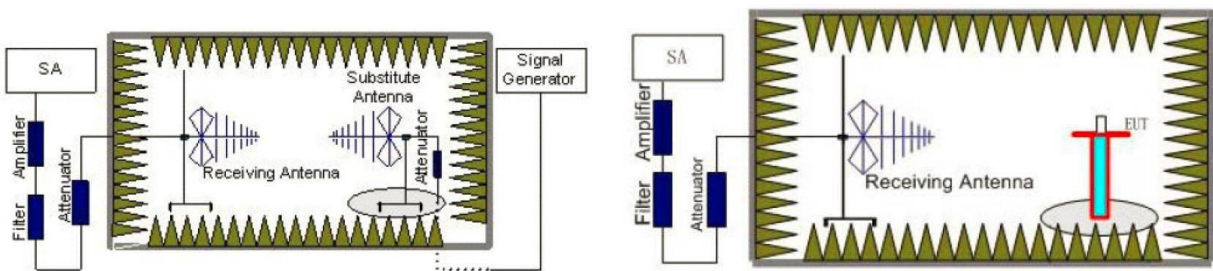 SA
Amplifier
Filter
Attenuator
Receiving Antenna
Substitute
Antenna
Attenuator
Signal
Generator
SA
Amplifier
Filter
Attenuator
Receiving Antenna
EUT